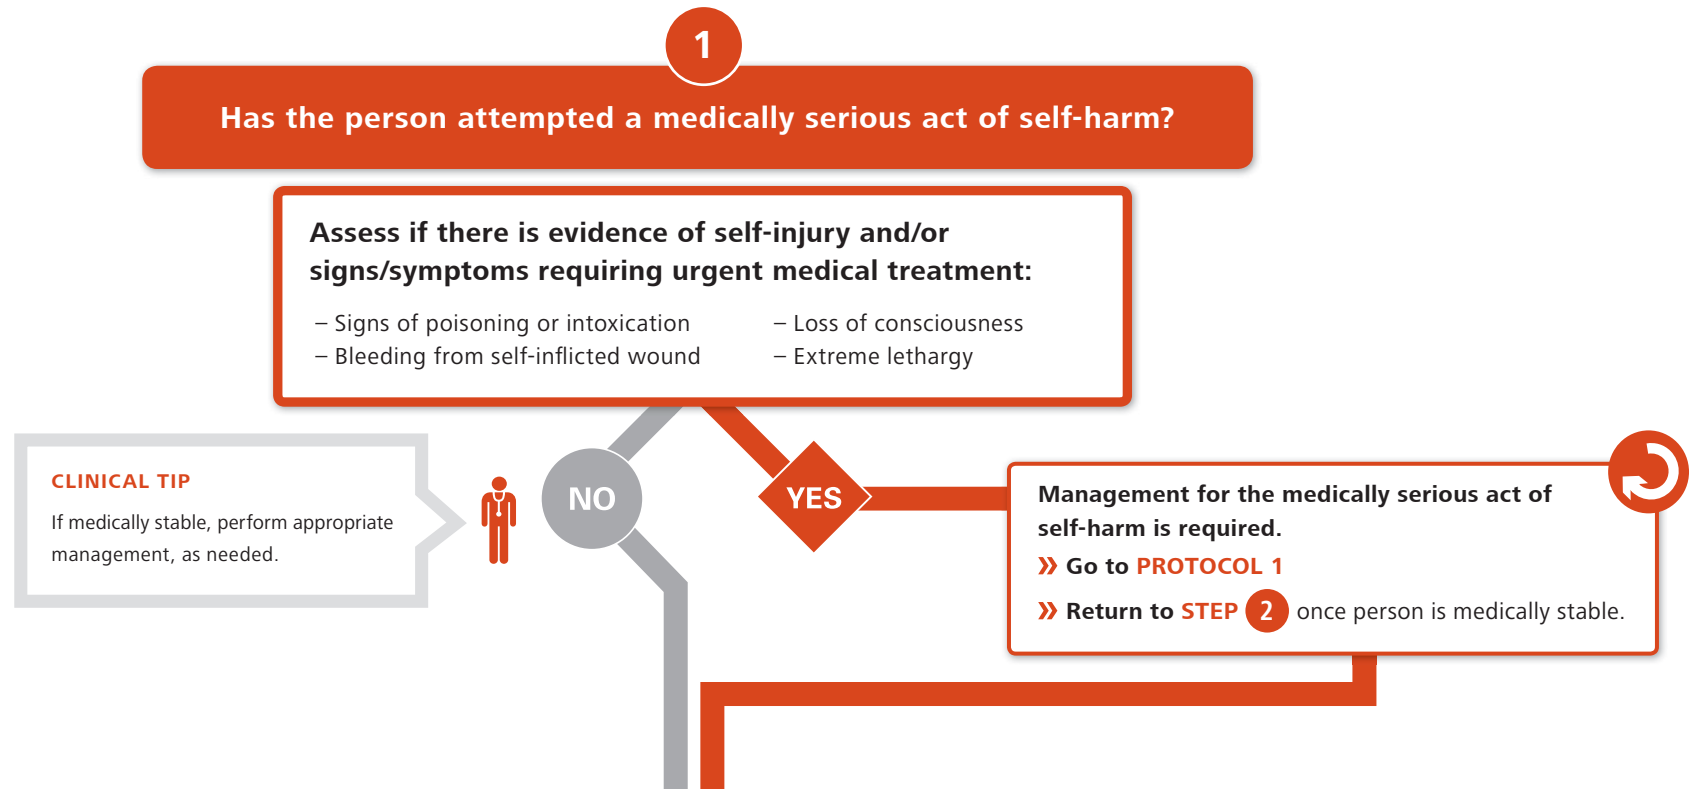 1
Has the person attempted a medically serious act of self-harm?
Assess if there is evidence of self-injury and/or
signs/symptoms requiring urgent medical treatment:
– Signs of poisoning or intoxication
– Bleeding from self-inflicted wound
– Loss of consciousness
– Extreme lethargy
CLINICAL TIP
If medically stable, perform appropriate
management, as needed.
NO
YES
Management for the medically serious act of
self-harm is required.
» Go to PROTOCOL 1
» Return to STEP 2 once person is medically stable.